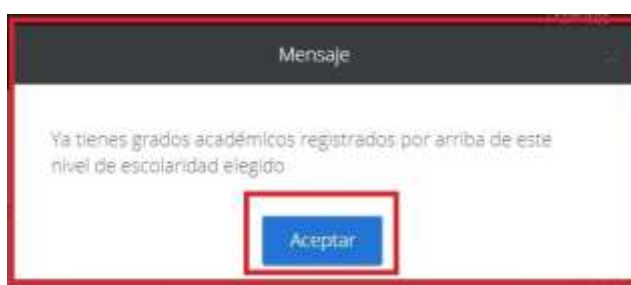 Mensaje
Ya tienes grados académicos registrados por arriba de este
nivel de escolaridad elegido
Aceptar